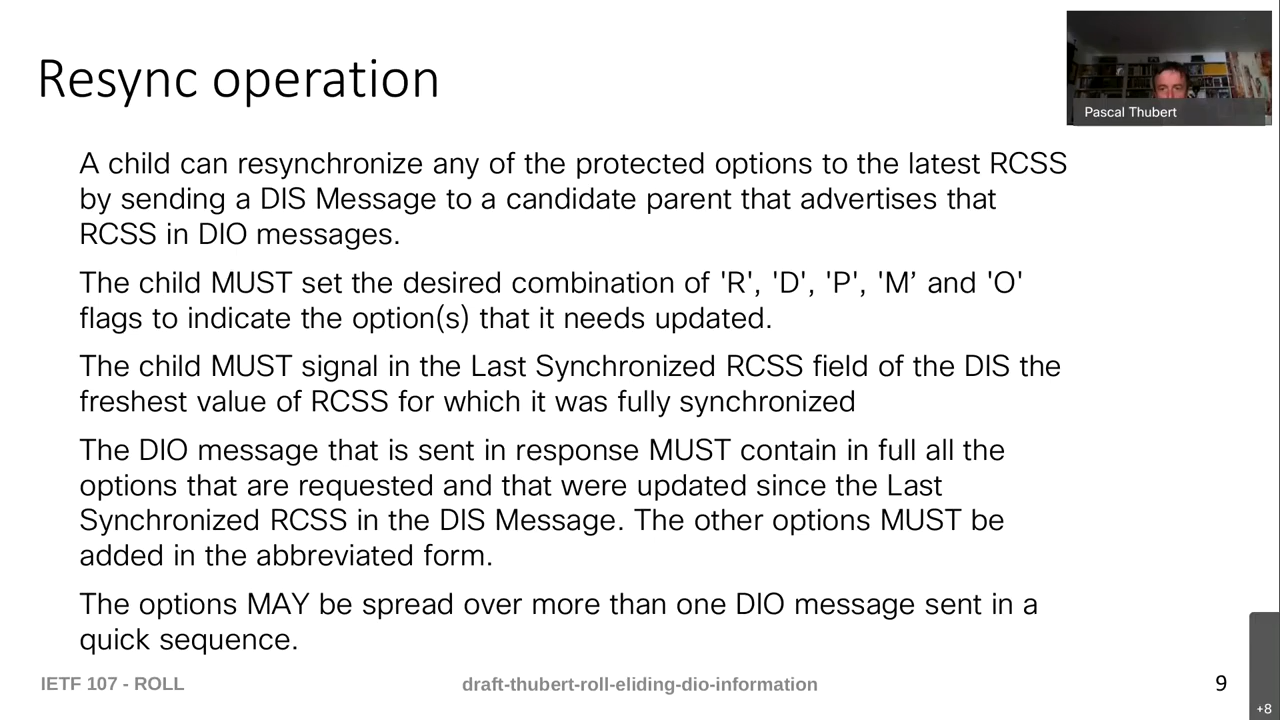 Resync operation
Pascal Thubert
A child can resynchronize any of the protected options to the latest RCSS
by sending a DIS Message to a candidate parent that advertises that
RCSS in DIO messages.
The child MUST set the desired combination of 'R', 'D', 'P', 'M’ and 'O'
flags to indicate the option(s) that it needs updated.
The child MUST signal in the Last Synchronized RCSS field of the DIS the
freshest value of RCSS for which it was fully synchronized
The DIO message that is sent in response MUST contain in full all the
options that are requested and that were updated since the Last
Synchronized RCSS in the DIS Message. The other options MUST be
added in the abbreviated form.
The options MAY be spread over more than one DIO message sent in a
quick sequence.
IETF 107 - ROLL
draft-thubert-roll-eliding-dio-information
9
+8